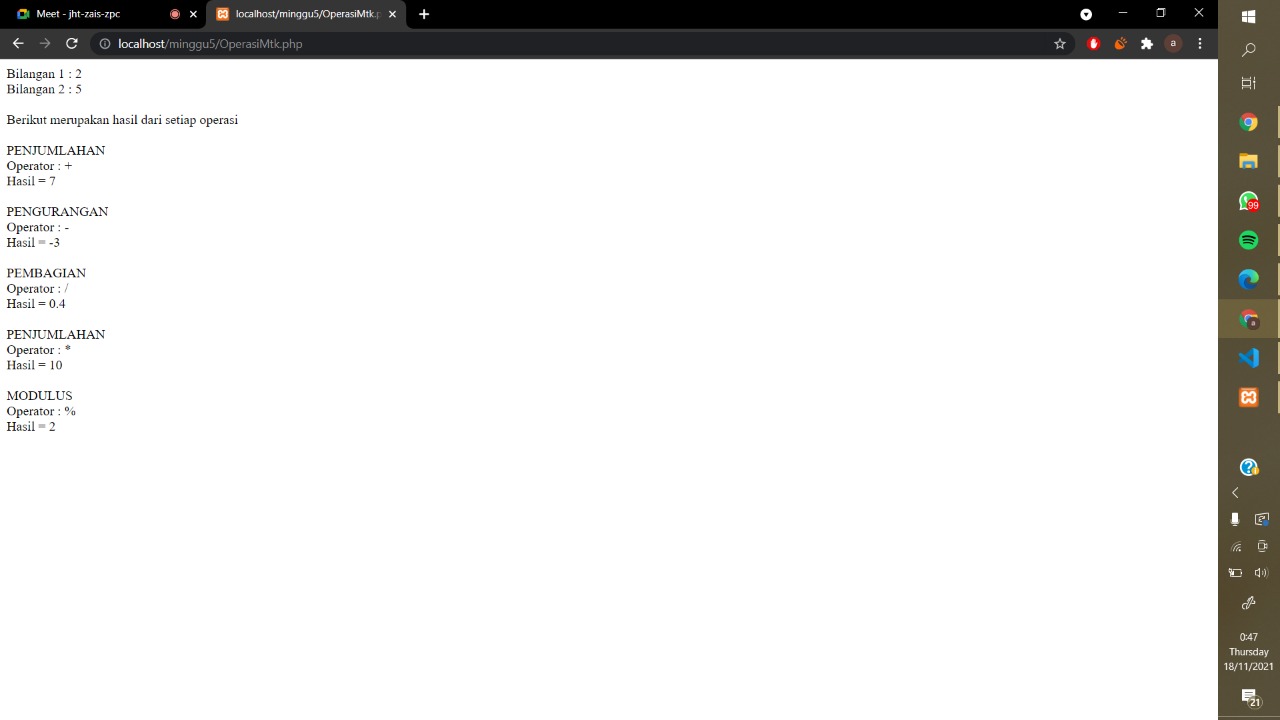 Meet - jht-zais-zpc
localhost/minggu5/OperasiMtk.p
localhost/minggu5/OperasiMtk.php
a
Bilangan 1 : 2
Bilangan 2 : 5
Berikut merupakan hasil dari setiap operasi
PENJUMLAHAN
Operator : +
Hasil = 7
PENGURANGAN
Operator : -
Hasil = -3
PEMBAGIAN
Operator : /
Hasil = 0.4
PENJUMLAHAN
Operator : *
Hasil = 10
MODULUS
Operator : %
Hasil = 2
99
a
0:47
Thursday
18/11/2021
21